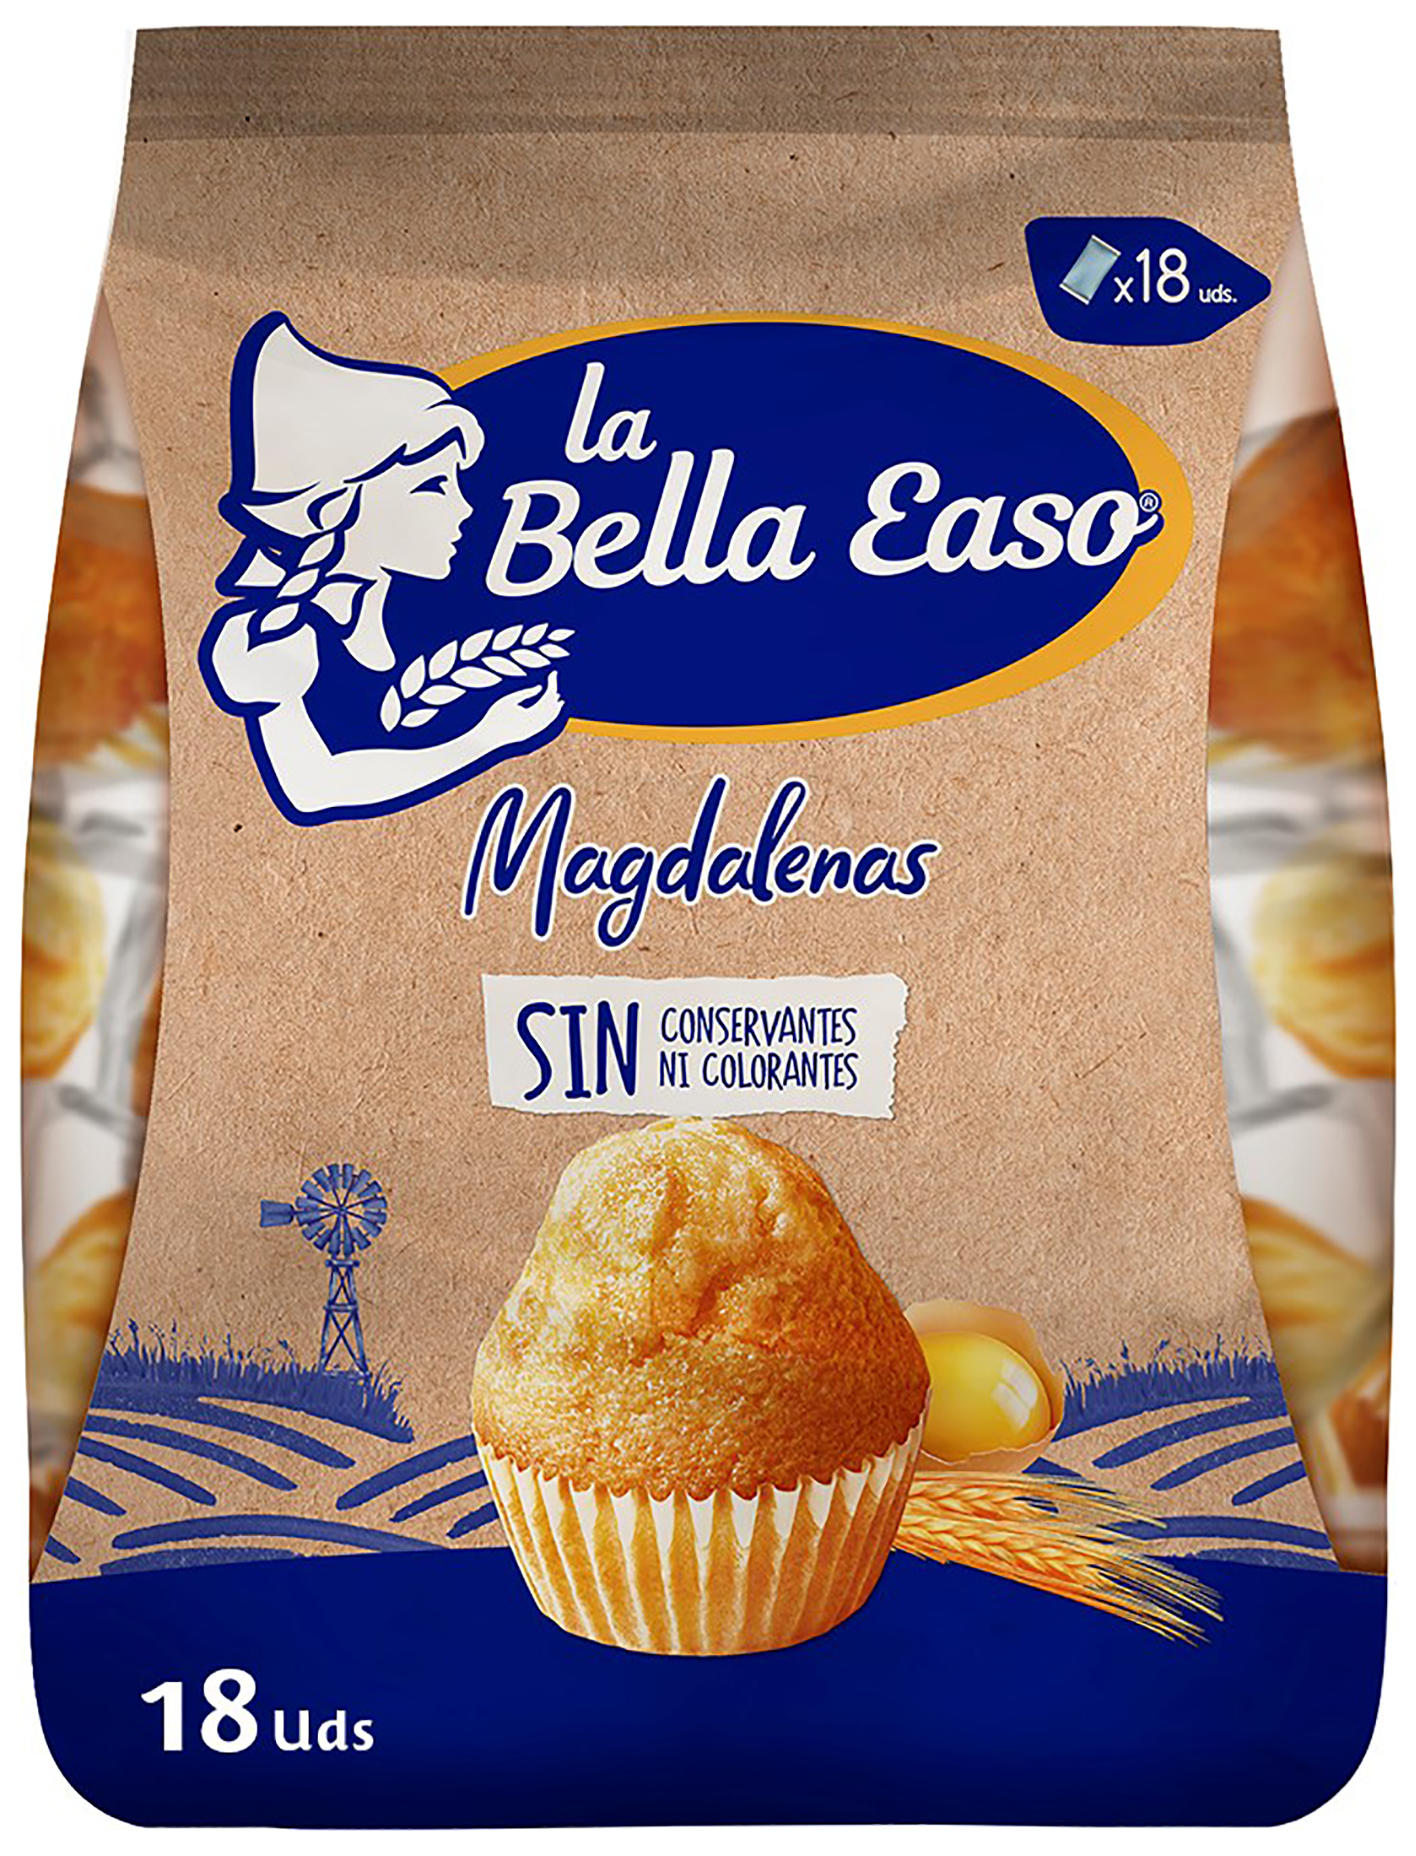 x18 uds.
la
Bella Easo®
Magdalenas
SIN CONSERVANTES
NI COLORANTES
18 Uds